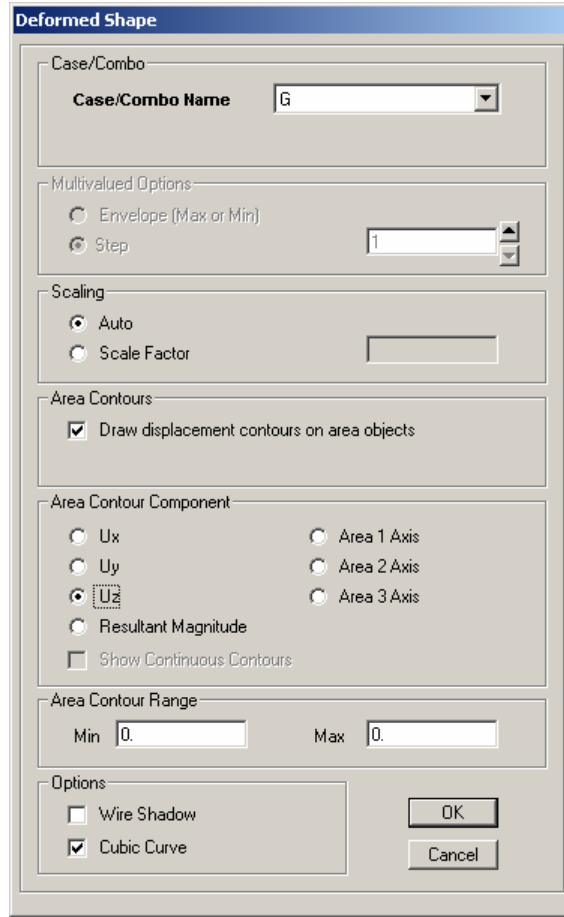 Deformed Shape
Case/Combo
Case/Combo Name G
Multivalued Options
Envelope (Max or Min)
Step 1
Scaling
Auto
Scale Factor
Area Contours
Draw displacement contours on area objects
Area Contour Component
Ux Area 1 Axis
Uy Area 2 Axis
Uz Area 3 Axis
Resultant Magnitude
Show Continuous Contours
Area Contour Range
Min 0. Max 0.
Options
Wire Shadow OK
Cubic Curve Cancel